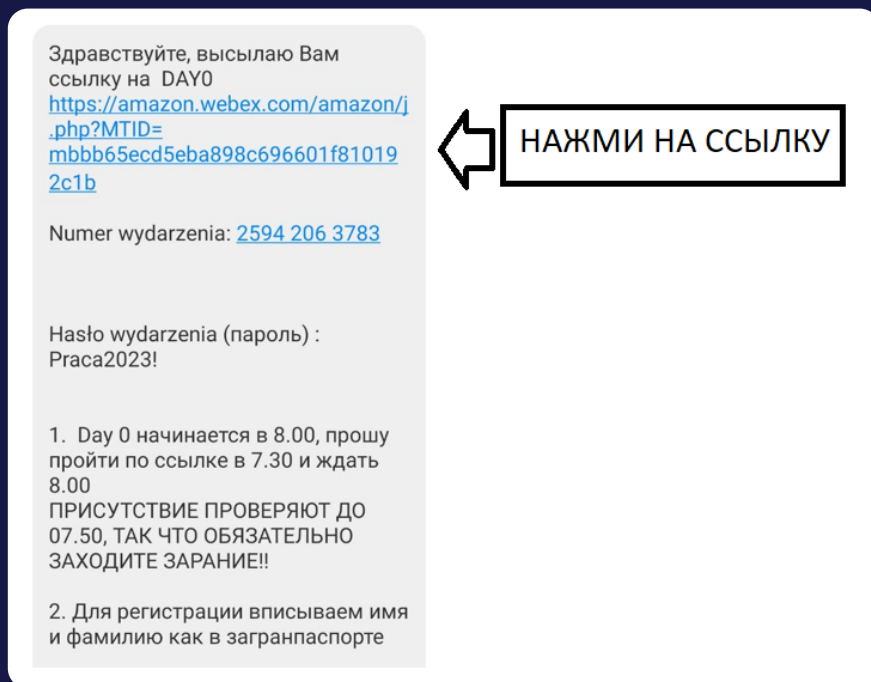 Здравствуйте, высылаю Вам
ссылку на DAY0
https://amazon.webex.com/amazon/j
.php?MTID=
mbbb65ecd5eba898c696601f81019
2c1b
НАЖМИ НА ССЫЛКУ
Numer wydarzenia: 2594 206 3783
Hasło wydarzenia (пароль) :
Praca2023!
1. Day 0 начинается в 8.00, прошу
пройти по ссылке в 7.30 и ждать
8.00
ПРИСУТСТВИЕ ПРОВЕРЯЮТ ДО
07.50, ТАК ЧТО ОБЯЗАТЕЛЬНО
ЗАХОДИТЕ ЗАРАНИЕ!!
2. Для регистрации вписываем имя
и фамилию как в загранпаспорте